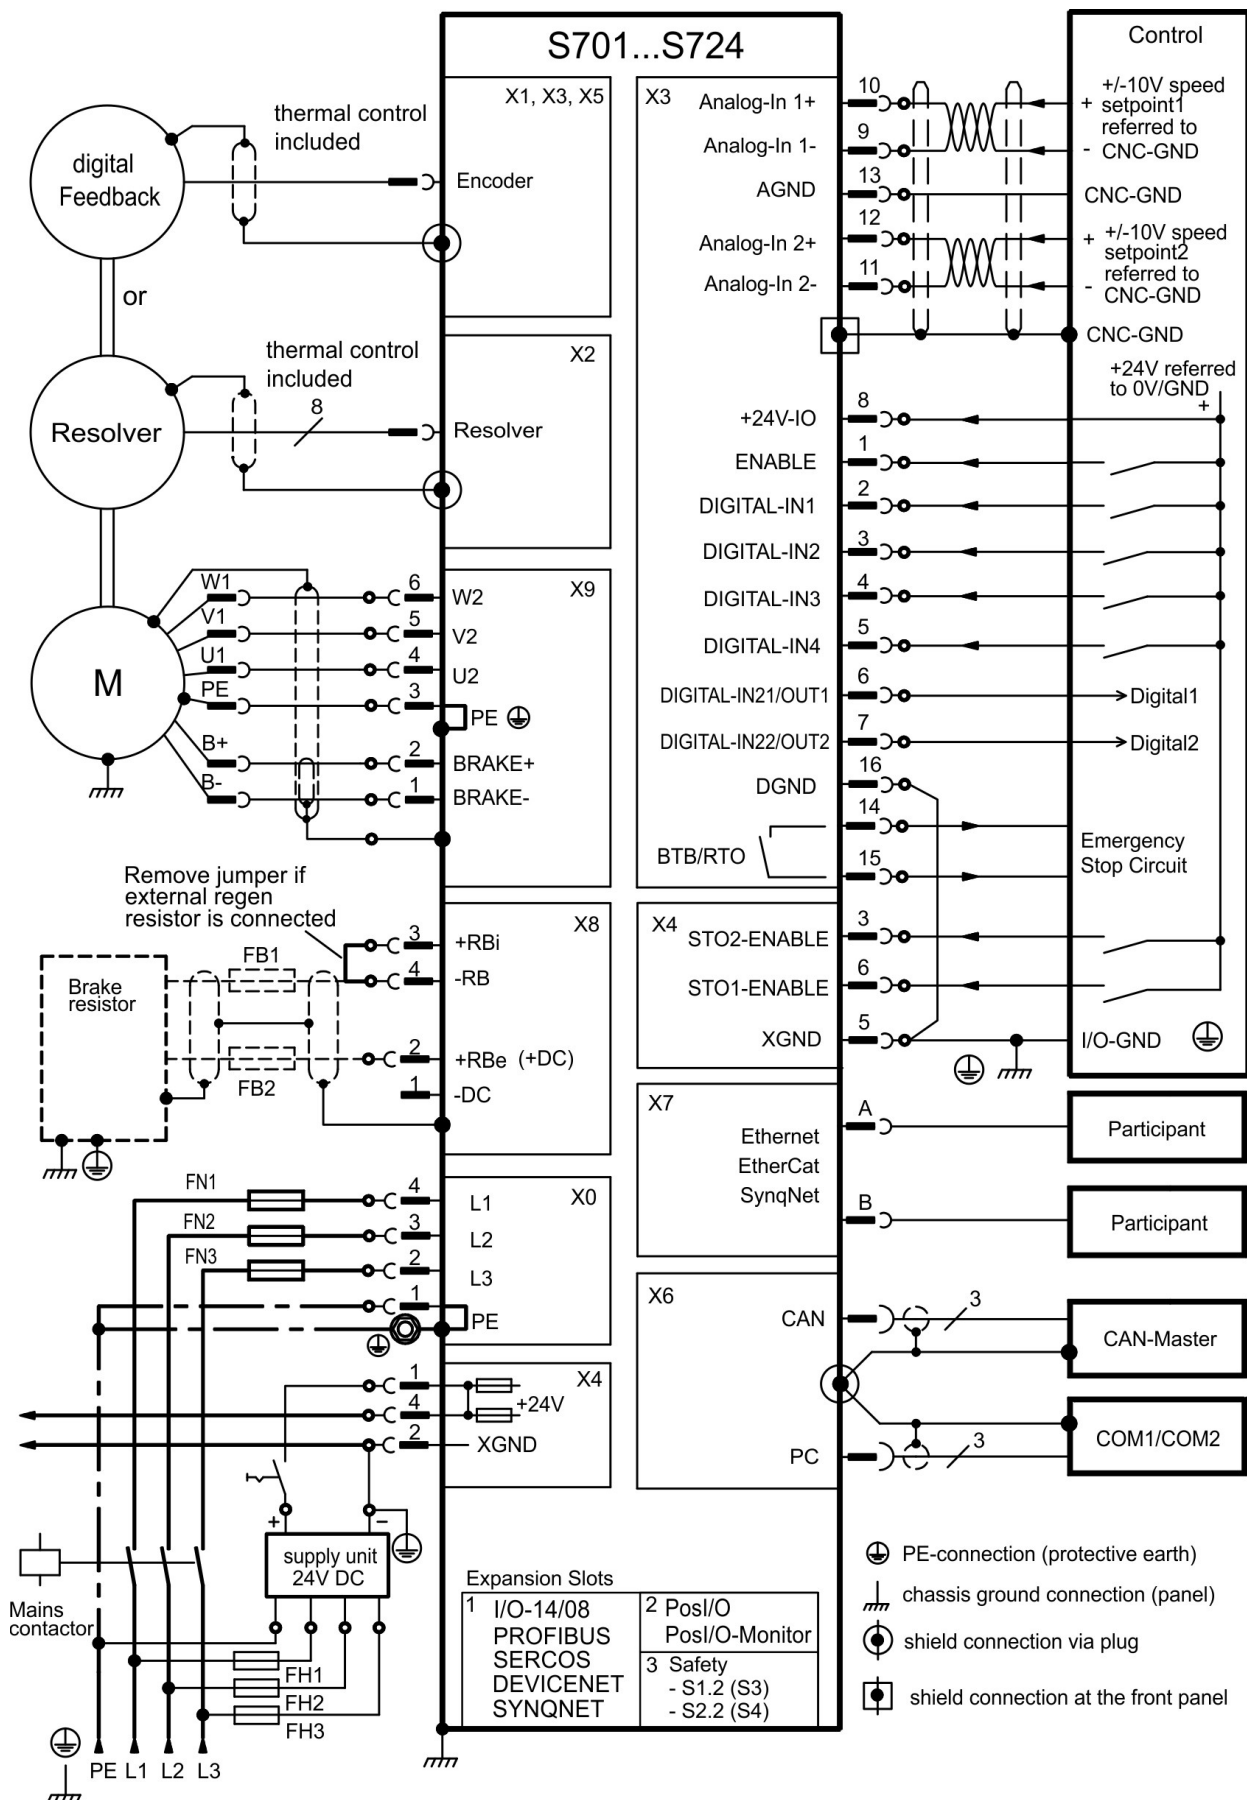 S701...S724
Control
X1, X3, X5
thermal control
included
digital
Feedback
Encoder
or
X2
thermal control
included
8
Resolver
Resolver
X9
W1
6
W2
V1
5
V2
U1
4
U2
PE
3
PE
M
B+
2
BRAKE+
B-
1
BRAKE-
Remove jumper if
external regen
resistor is connected
X8
3
+RBi
FB1
4
-RB
Brake
resistor
2
+RBe (+DC)
FB2
1
-DC
X0
FN1
4
L1
FN2
3
L2
FN3
2
L3
1
PE
X4
1
4
+24V
2
XGND
+
-
supply unit
24V DC
Mains
contactor
FH1
FH2
FH3
PE L1 L2 L3
X3
Analog-In 1+
10
+
+/-10V speed
setpoint1
referred to
CNC-GND
Analog-In 1-
9
-
AGND
13
CNC-GND
Analog-In 2+
12
+
+/-10V speed
setpoint2
referred to
CNC-GND
Analog-In 2-
11
-
CNC-GND
+24V referred
to 0V/GND
+
+24V-IO
8
ENABLE
1
DIGITAL-IN1
2
DIGITAL-IN2
3
DIGITAL-IN3
4
DIGITAL-IN4
5
DIGITAL-IN21/OUT1
6
Digital1
DIGITAL-IN22/OUT2
7
Digital2
DGND
16
14
BTB/RTO
15
Emergency
Stop Circuit
X4
STO2-ENABLE
3
STO1-ENABLE
6
XGND
5
I/O-GND
X7
Ethernet
EtherCat
SynqNet
A
Participant
B
Participant
X6
CAN
3
CAN-Master
PC
3
COM1/COM2
Expansion Slots
1 I/O-14/08
PROFIBUS
SERCOS
DEVICENET
SYNQNET
2 PosI/O
PosI/O-Monitor
3 Safety
- S1.2 (S3)
- S2.2 (S4)
PE-connection (protective earth)
chassis ground connection (panel)
shield connection via plug
shield connection at the front panel